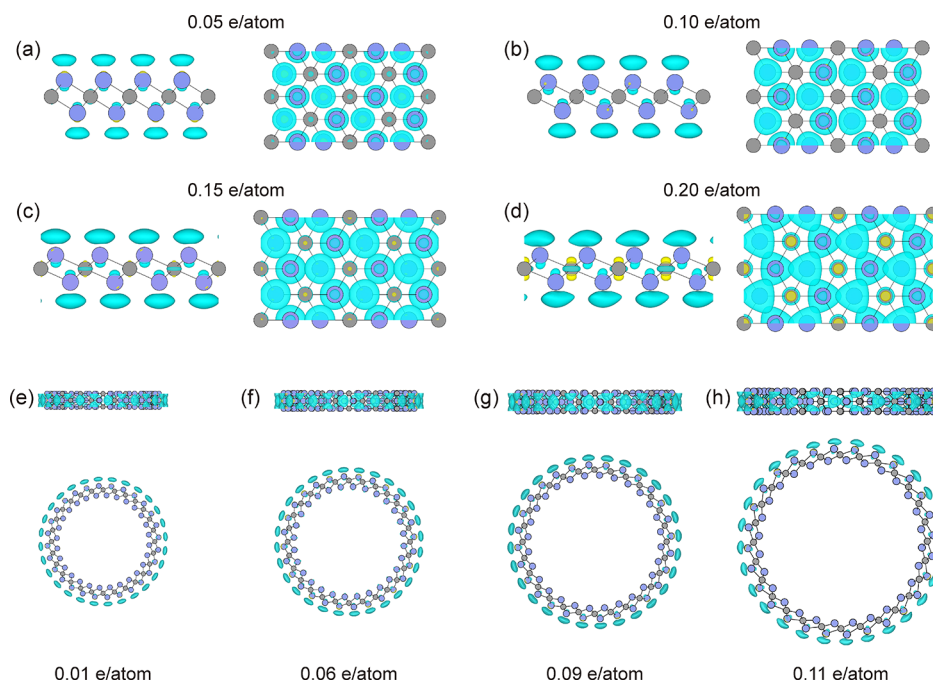 0.05 e/atom
0.10 e/atom
(a)
(b)
0.15 e/atom
0.20 e/atom
(c)
(d)
(e)
(f)
(g)
(h)
0.01 e/atom
0.06 e/atom
0.09 e/atom
0.11 e/atom